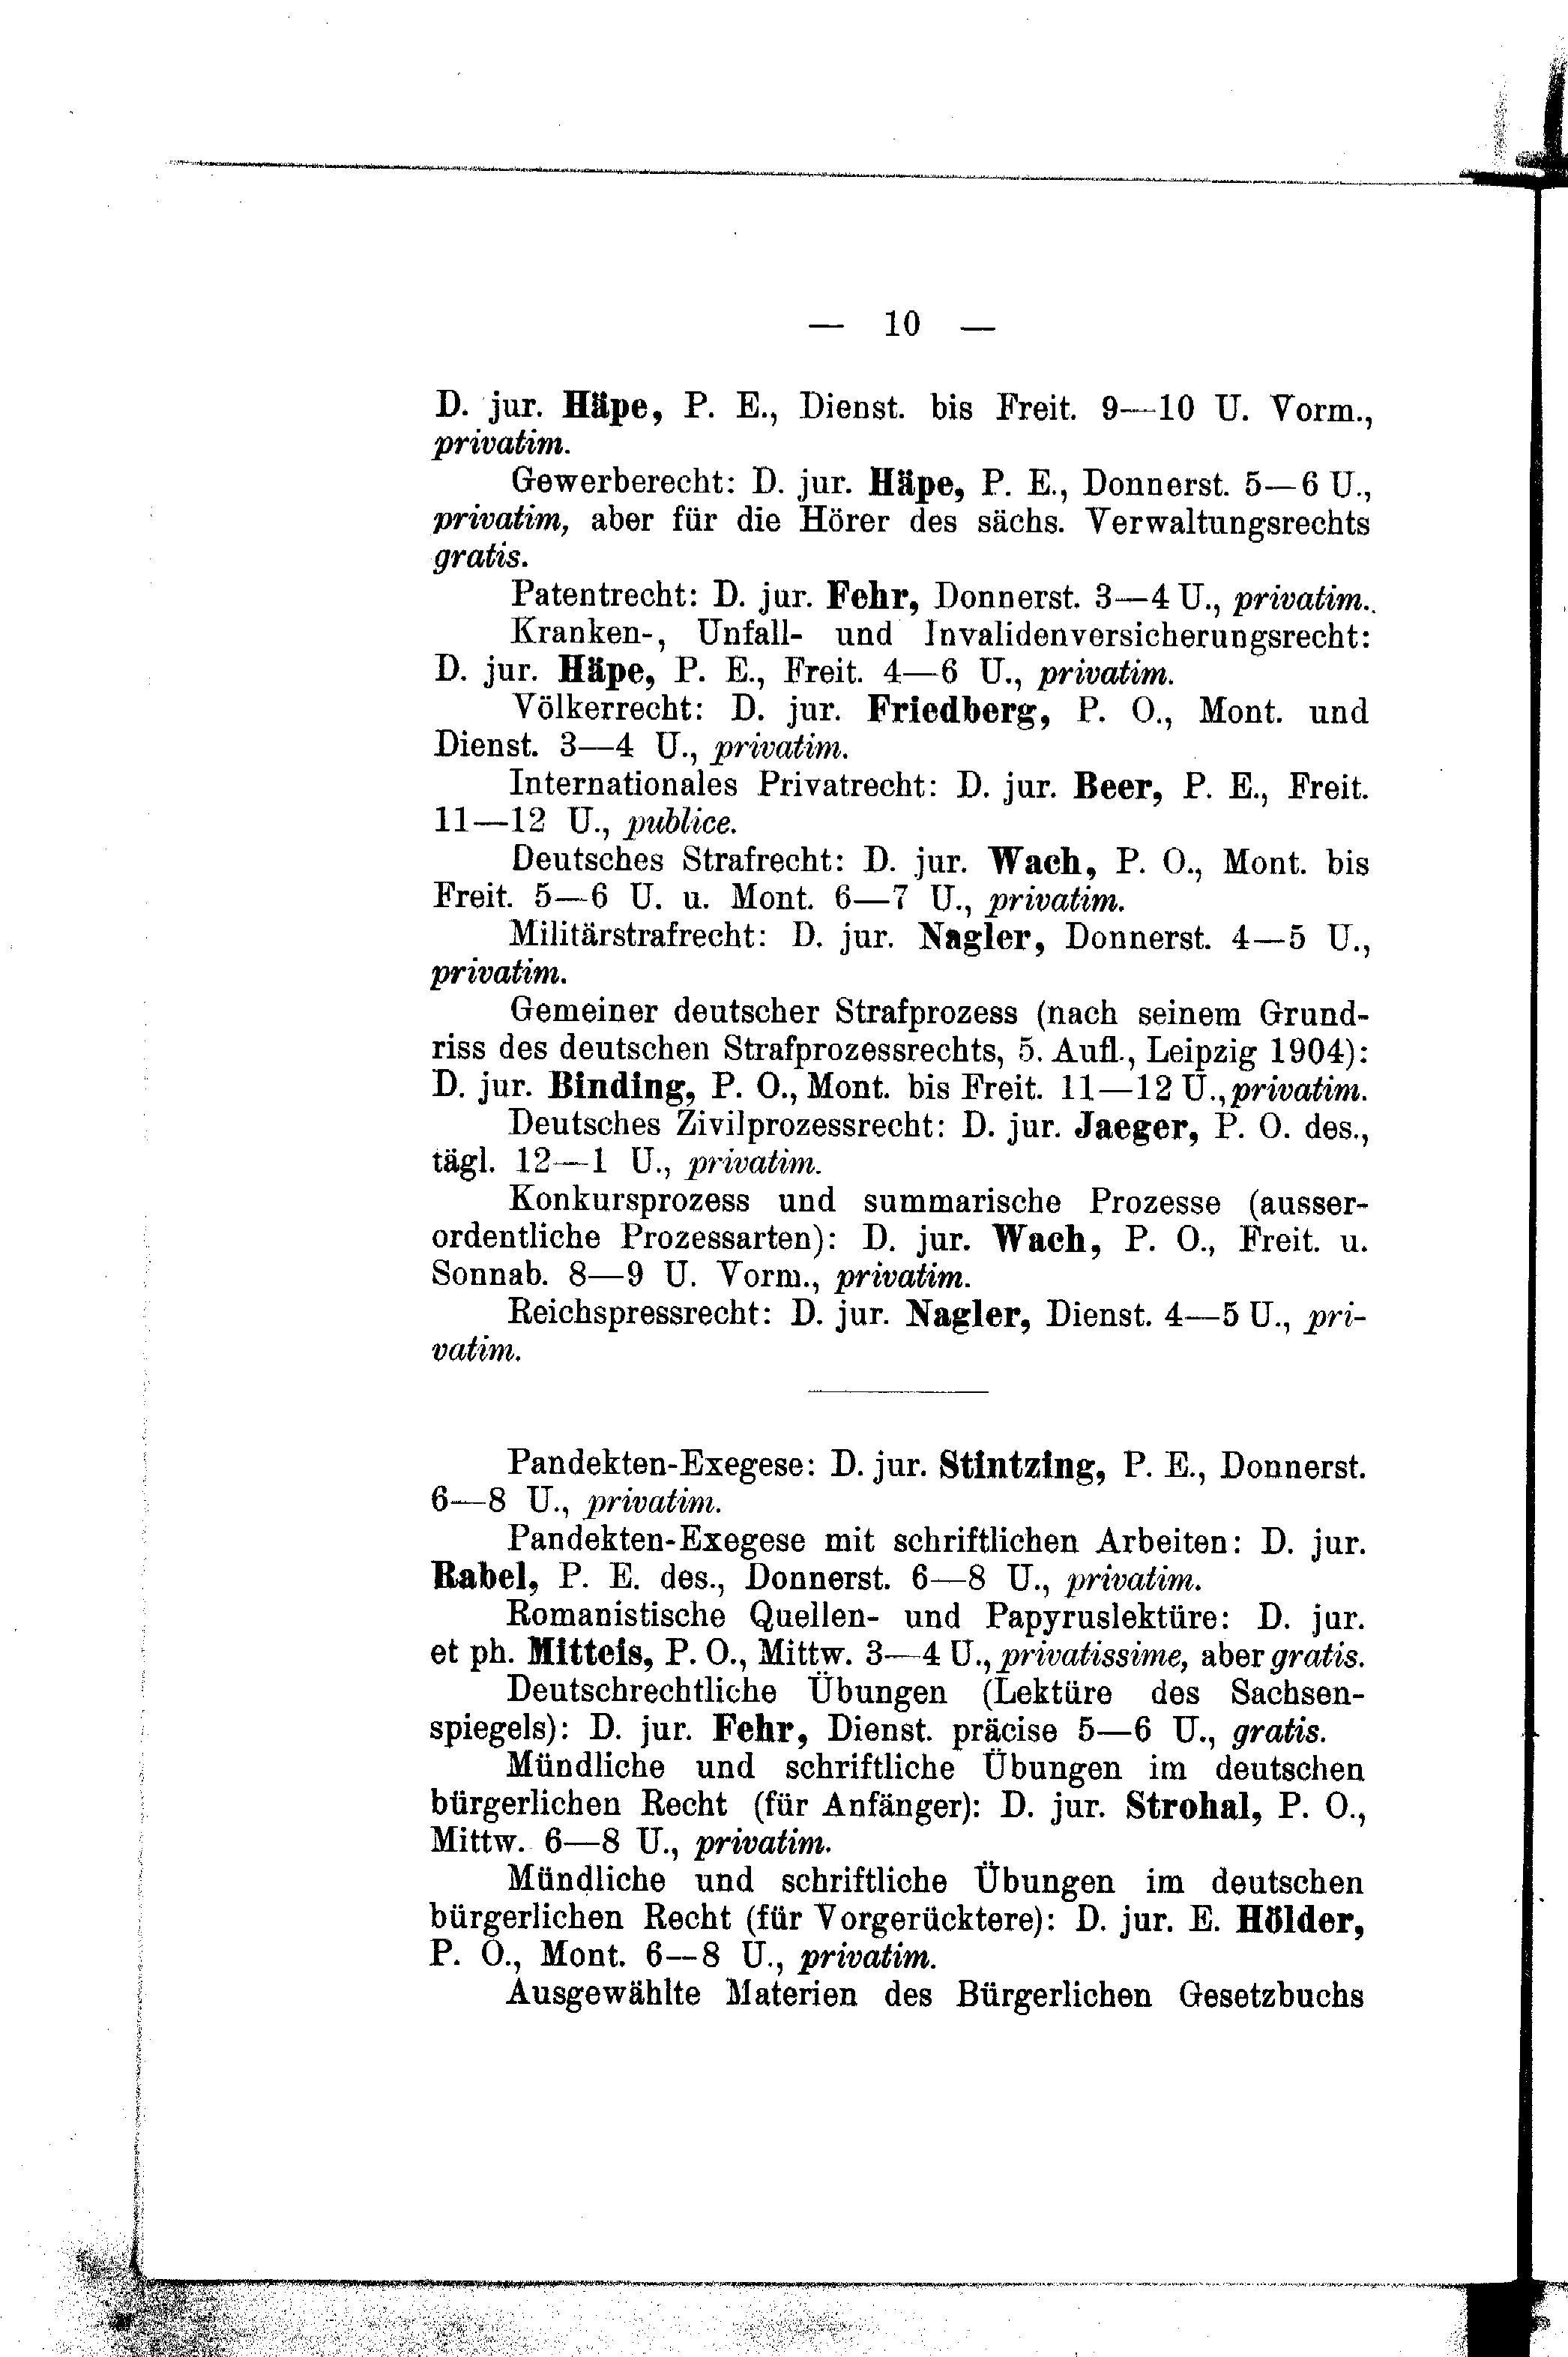 — 10 —
D. jur. Häpe, P. E., Dienst. bis Freit. 9—10 U. Vorm.,
privatim.
Gewerberecht: D. jur. Häpe, P. E., Donnerst. 5—6 U.,
privatim, aber für die Hörer des sächs. Verwaltungsrechts
gratis.
Patentrecht: D. jur. Fehr, Donnerst. 3—4 U., privatim.
Kranken-, Unfall- und Invalidenversicherungsrecht:
D. jur. Häpe, P. E., Freit. 4—6 U., privatim.
Völkerrecht: D. jur. Friedberg, P. O., Mont. und
Dienst. 3—4 U., privatim.
Internationales Privatrecht: D. jur. Beer, P. E., Freit.
11—12 U., publice.
Deutsches Strafrecht: D. jur. Wach, P. O., Mont. bis
Freit. 5—6 U. u. Mont. 6—7 U., privatim.
Militärstrafrecht: D. jur. Nagler, Donnerst. 4—5 U.,
privatim.
Gemeiner deutscher Strafprozess (nach seinem Grund-
riss des deutschen Strafprozessrechts, 5. Aufl., Leipzig 1904):
D. jur. Binding, P. O., Mont. bis Freit. 11—12 U., privatim.
Deutsches Zivilprozessrecht: D. jur. Jaeger, P. O. des.,
tägl. 12—1 U., privatim.
Konkursprozess und summarische Prozesse (ausser-
ordentliche Prozessarten): D. jur. Wach, P. O., Freit. u.
Sonnab. 8—9 U. Vorm., privatim.
Reichspressrecht: D. jur. Nagler, Dienst. 4—5 U., pri-
vatim.
Pandekten-Exegese: D. jur. Stintzing, P. E., Donnerst.
6—8 U., privatim.
Pandekten-Exegese mit schriftlichen Arbeiten: D. jur.
Rabel, P. E. des., Donnerst. 6—8 U., privatim.
Romanistische Quellen- und Papyruslektüre: D. jur.
et ph. Mitteis, P. O., Mittw. 3—4 U., privatissime, aber gratis.
Deutschrechtliche Übungen (Lektüre des Sachsen-
spiegels): D. jur. Fehr, Dienst. präcise 5—6 U., gratis.
Mündliche und schriftliche Übungen im deutschen
bürgerlichen Recht (für Anfänger): D. jur. Strohal, P. O.,
Mittw. 6—8 U., privatim.
Mündliche und schriftliche Übungen im deutschen
bürgerlichen Recht (für Vorgerücktere): D. jur. E. Hölder,
P. O., Mont. 6—8 U., privatim.
Ausgewählte Materien des Bürgerlichen Gesetzbuchs